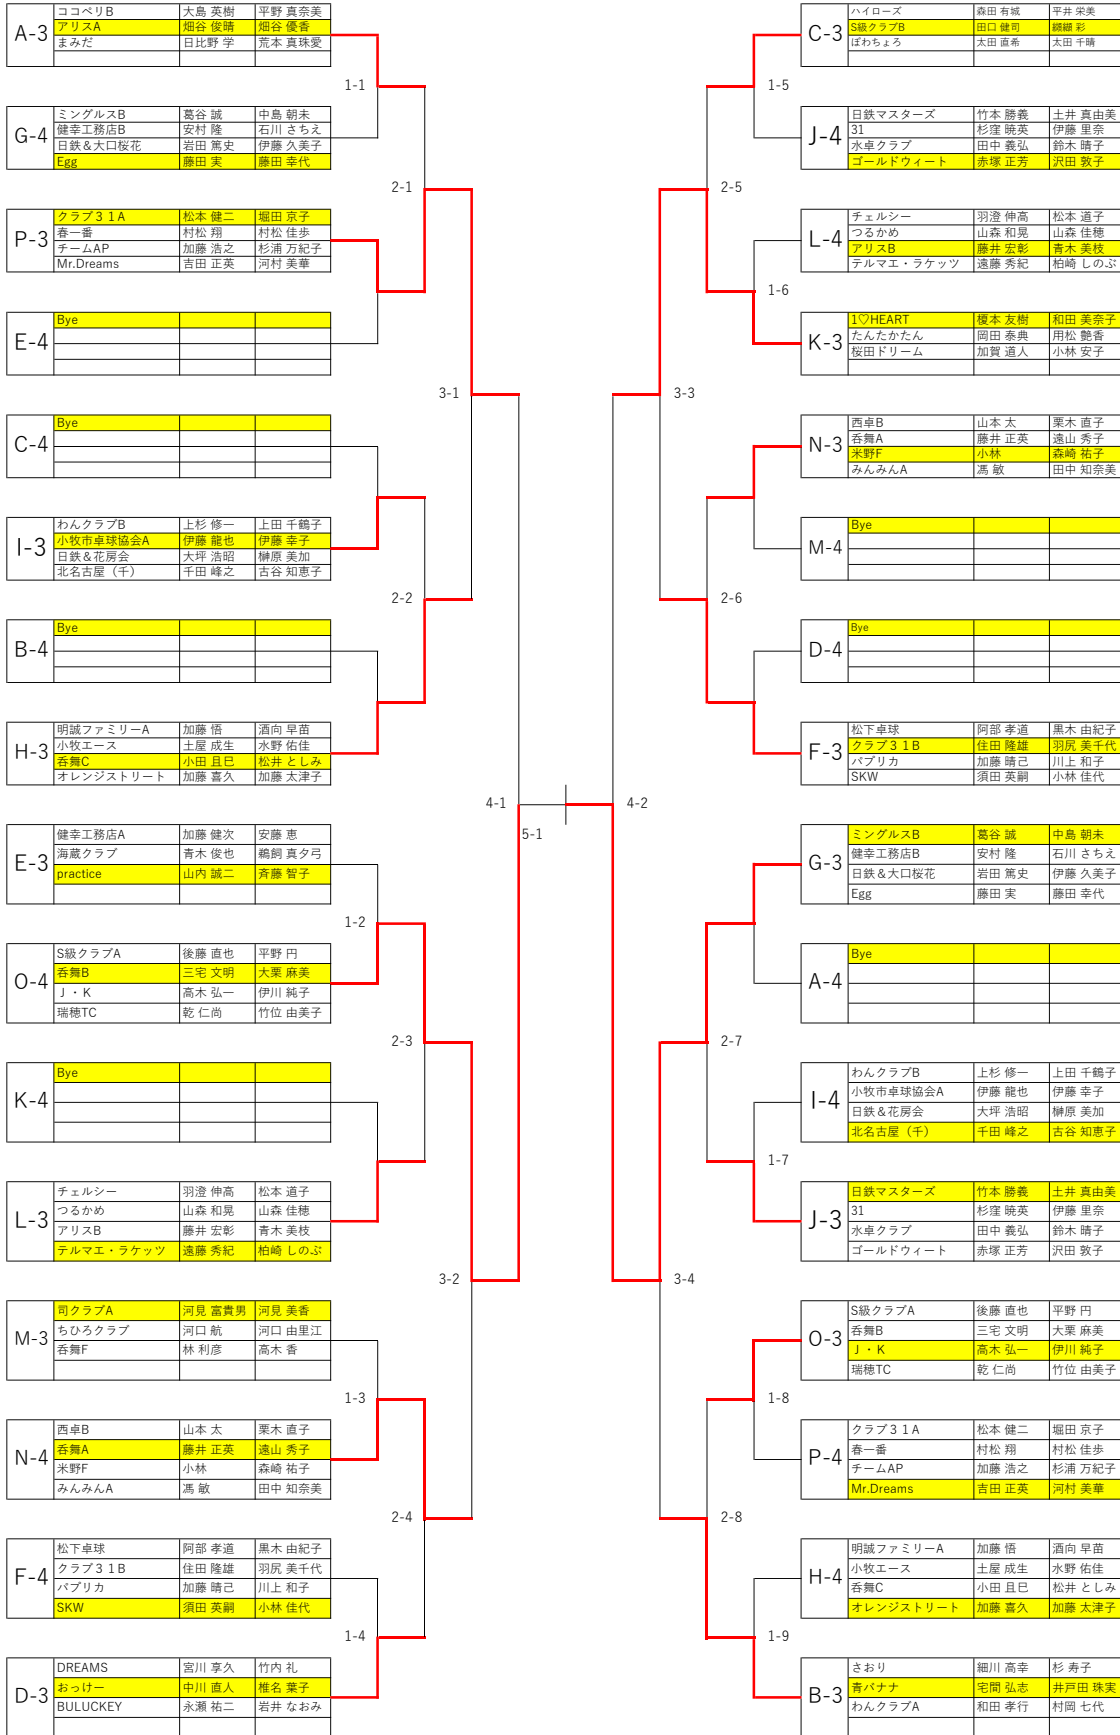 A-3
ココペリB 大島 英樹 平野 真奈美
アリスA 畑谷 俊晴 畑谷 優香
まみだ 日比野 学 荒本 真珠愛
1-1
G-4
ミングルスB 葛谷 誠 中島 朝未
健幸工務店B 安村 隆 石川 さちえ
日鉄&大口桜花 岩田 篤史 伊藤 久美子
Egg 藤田 実 藤田 幸代
2-1
P-3
クラブ31A 松本 健二 堀田 京子
春一番 村松 翔 村松 佳歩
チームAP 加藤 浩之 杉浦 万紀子
Mr.Dreams 吉田 正英 河村 美華
E-4
Bye
3-1
C-4
Bye
I-3
わんクラブB 上杉 修一 上田 千鶴子
小牧市卓球協会A 伊藤 龍也 伊藤 幸子
日鉄&花房会 大坪 浩昭 榊原 美加
北名古屋(千) 千田 峰之 古谷 知恵子
2-2
B-4
Bye
H-3
明誠ファミリーA 加藤 悟 酒向 早苗
小牧エース 土屋 成生 水野 佑佳
呑舞C 小田 且巳 松井 としみ
オレンジストリート 加藤 喜久 加藤 太津子
4-1
5-1
E-3
健幸工務店A 加藤 健次 安藤 恵
海蔵クラブ 青木 俊也 鵜飼 真夕弓
practice 山内 誠二 斉藤 智子
1-2
O-4
S級クラブA 後藤 直也 平野 円
呑舞B 三宅 文明 大栗 麻美
J・K 高木 弘一 伊川 純子
瑞穂TC 乾 仁尚 竹位 由美子
2-3
K-4
Bye
L-3
チェルシー 羽澄 伸高 松本 道子
つるかめ 山森 和晃 山森 佳穂
アリスB 藤井 宏彰 青木 美枝
テルマエ・ラケッツ 遠藤 秀紀 柏崎 しのぶ
3-2
M-3
司クラブA 河見 富貴男 河見 美香
ちひろクラブ 河口 航 河口 由里江
呑舞F 林 利彦 高木 香
1-3
N-4
西卓B 山本 太 栗木 直子
呑舞A 藤井 正英 遠山 秀子
米野F 小林 森崎 祐子
みんみんA 馮 敏 田中 知奈美
2-4
F-4
松下卓球 阿部 孝道 黒木 由紀子
クラブ31B 住田 隆雄 羽尻 美千代
パプリカ 加藤 晴己 川上 和子
SKW 須田 英嗣 小林 佳代
1-4
D-3
DREAMS 宮川 享久 竹内 礼
おっけー 中川 直人 椎名 葉子
BULUCKEY 永瀬 祐二 岩井 なおみ
C-3
ハイローズ 森田 有城 平井 栄美
S級クラブB 田口 健司 纐纈 彩
ぽわちょろ 太田 直希 太田 千晴
1-5
J-4
日鉄マスターズ 竹本 勝義 土井 真由美
31 杉窪 暁英 伊藤 里奈
水卓クラブ 田中 義弘 鈴木 晴子
ゴールドウィート 赤塚 正芳 沢田 敦子
2-5
L-4
チェルシー 羽澄 伸高 松本 道子
つるかめ 山森 和晃 山森 佳穂
アリスB 藤井 宏彰 青木 美枝
テルマエ・ラケッツ 遠藤 秀紀 柏崎 しのぶ
1-6
K-3
1♡HEART 榎本 友樹 和田 美奈子
たんたかたん 岡田 泰典 用松 艶香
桜田ドリーム 加賀 道人 小林 安子
3-3
N-3
西卓B 山本 太 栗木 直子
呑舞A 藤井 正英 遠山 秀子
米野F 小林 森崎 祐子
みんみんA 馮 敏 田中 知奈美
M-4
Bye
2-6
D-4
Bye
F-3
松下卓球 阿部 孝道 黒木 由紀子
クラブ31B 住田 隆雄 羽尻 美千代
パプリカ 加藤 晴己 川上 和子
SKW 須田 英嗣 小林 佳代
4-2
G-3
ミングルスB 葛谷 誠 中島 朝未
健幸工務店B 安村 隆 石川 さちえ
日鉄&大口桜花 岩田 篤史 伊藤 久美子
Egg 藤田 実 藤田 幸代
A-4
Bye
2-7
I-4
わんクラブB 上杉 修一 上田 千鶴子
小牧市卓球協会A 伊藤 龍也 伊藤 幸子
日鉄&花房会 大坪 浩昭 榊原 美加
北名古屋(千) 千田 峰之 古谷 知恵子
1-7
J-3
日鉄マスターズ 竹本 勝義 土井 真由美
31 杉窪 暁英 伊藤 里奈
水卓クラブ 田中 義弘 鈴木 晴子
ゴールドウィート 赤塚 正芳 沢田 敦子
3-4
O-3
S級クラブA 後藤 直也 平野 円
呑舞B 三宅 文明 大栗 麻美
J・K 高木 弘一 伊川 純子
瑞穂TC 乾 仁尚 竹位 由美子
1-8
P-4
クラブ31A 松本 健二 堀田 京子
春一番 村松 翔 村松 佳歩
チームAP 加藤 浩之 杉浦 万紀子
Mr.Dreams 吉田 正英 河村 美華
2-8
H-4
明誠ファミリーA 加藤 悟 酒向 早苗
小牧エース 土屋 成生 水野 佑佳
呑舞C 小田 且巳 松井 としみ
オレンジストリート 加藤 喜久 加藤 太津子
1-9
B-3
さおり 細川 高幸 杉 寿子
青バナナ 宅間 弘志 井戸田 珠実
わんクラブA 和田 孝行 村岡 七代